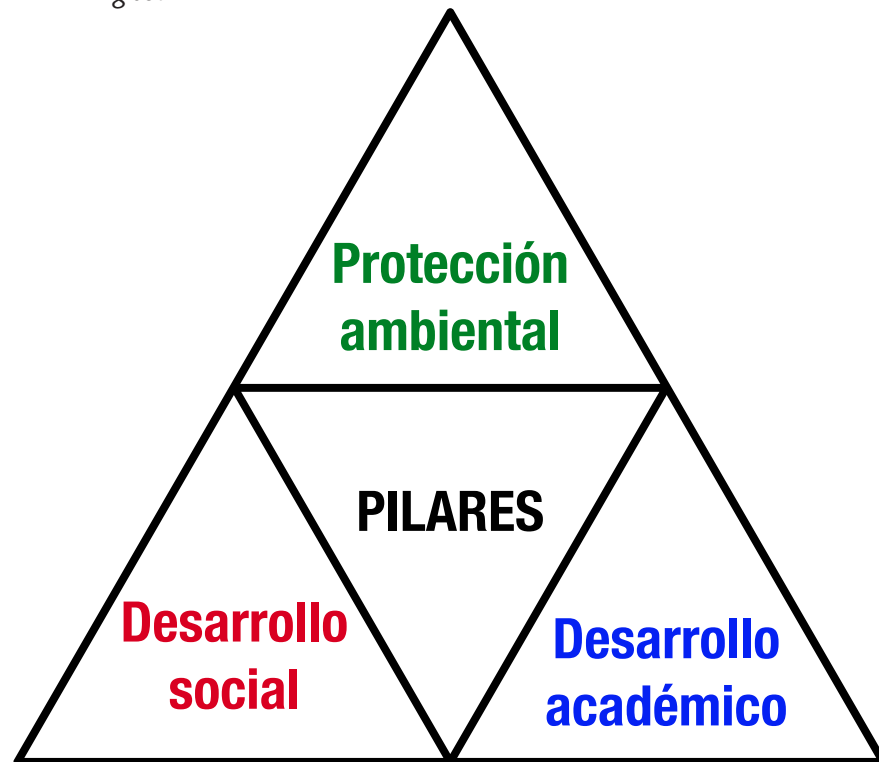 Protección
ambiental
PILARES
Desarrollo
social
Desarrollo
académico